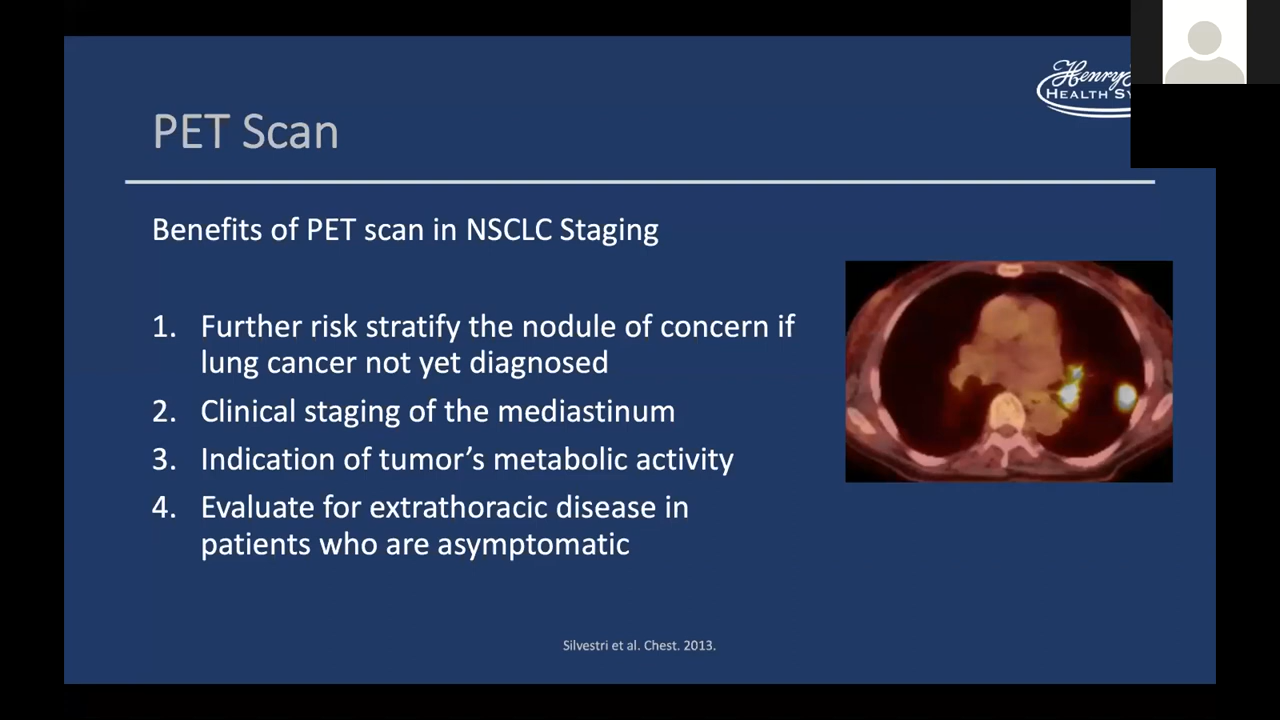 Henry
HEALTH
PET Scan
Benefits of PET scan in NSCLC Staging
1. Further risk stratify the nodule of concern if
lung cancer not yet diagnosed
2. Clinical staging of the mediastinum
3. Indication of tumor's metabolic activity
4. Evaluate for extrathoracic disease in
patients who are asymptomatic
Silvestri et al. Chest. 2013.